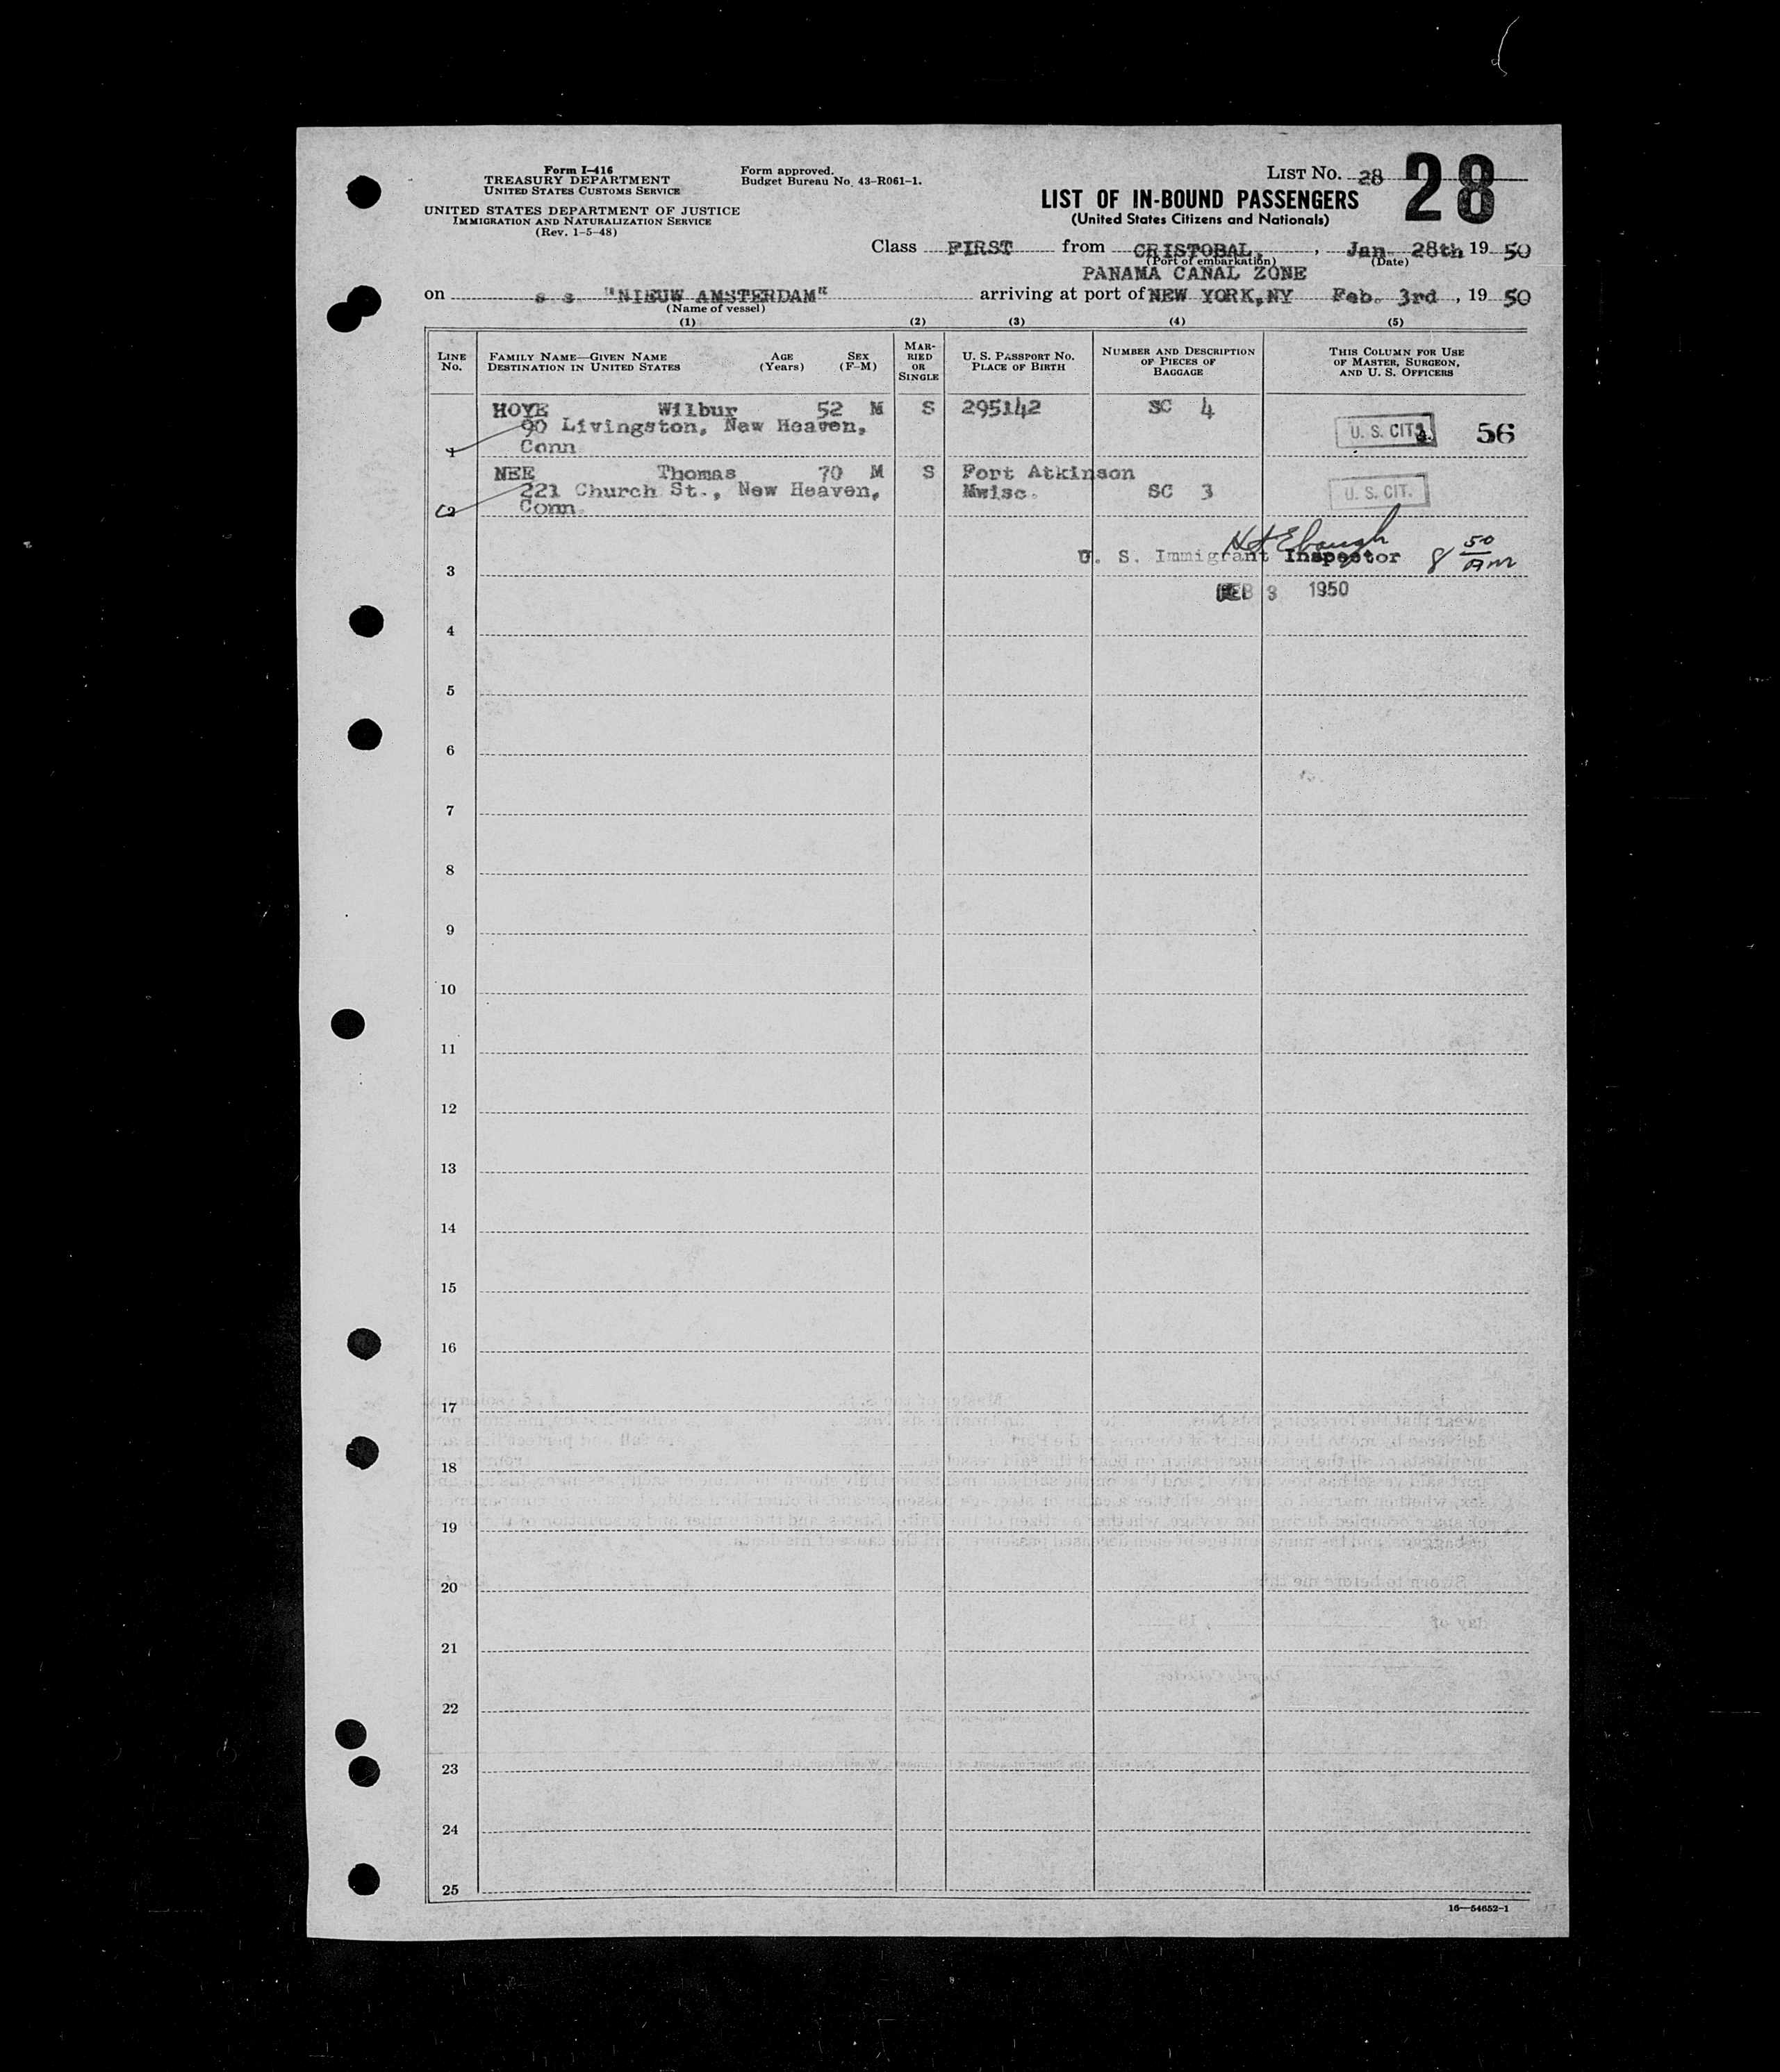 Form I-416
TREASURY DEPARTMENT
UNITED STATES CUSTOMS SERVICE
UNITED STATES DEPARTMENT OF JUSTICE
IMMIGRATION AND NATURALIZATION SERVICE
(Rev. 1-5-48)
Form approved.
Budget Bureau No. 43-R061-1.
LIST NO. 28 28
LIST OF IN-BOUND PASSENGERS
(United States Citizens and Nationals)
Class FIRST from CRISTOBAL, , Jan. 28th 19 50
(Port of embarkation) (Date)
PANAMA CANAL ZONE
on s s "NIEUW AMSTERDAM" arriving at port of NEW YORK,NY Feb. 3rd , 19 50
(Name of vessel)
(1) (2) (3) (4) (5)
LINE No. FAMILY NAME—GIVEN NAME DESTINATION IN UNITED STATES AGE (Years) SEX (F-M) MARRIED OR SINGLE U. S. PASSPORT NO. PLACE OF BIRTH NUMBER AND DESCRIPTION OF PIECES OF BAGGAGE THIS COLUMN FOR USE OF MASTER, SURGEON, AND U. S. OFFICERS
HOYE Wilbur 52 M S 295142 SC 4
90 Livingston, New Heaven, U. S. CIT. 56
1 Conn
NEE Thomas 70 M S Fort Atkinson
221 Church St., New Heaven, Mwisc. SC 3 U. S. CIT.
2 Conn.
U. S. Immigrant Inspector 8 50 AM
3
FEB 3 1950
4
5
6
7
8
9
10
11
12
13
14
15
16
17
18
19
20
21
22
23
24
25
16—54652-1